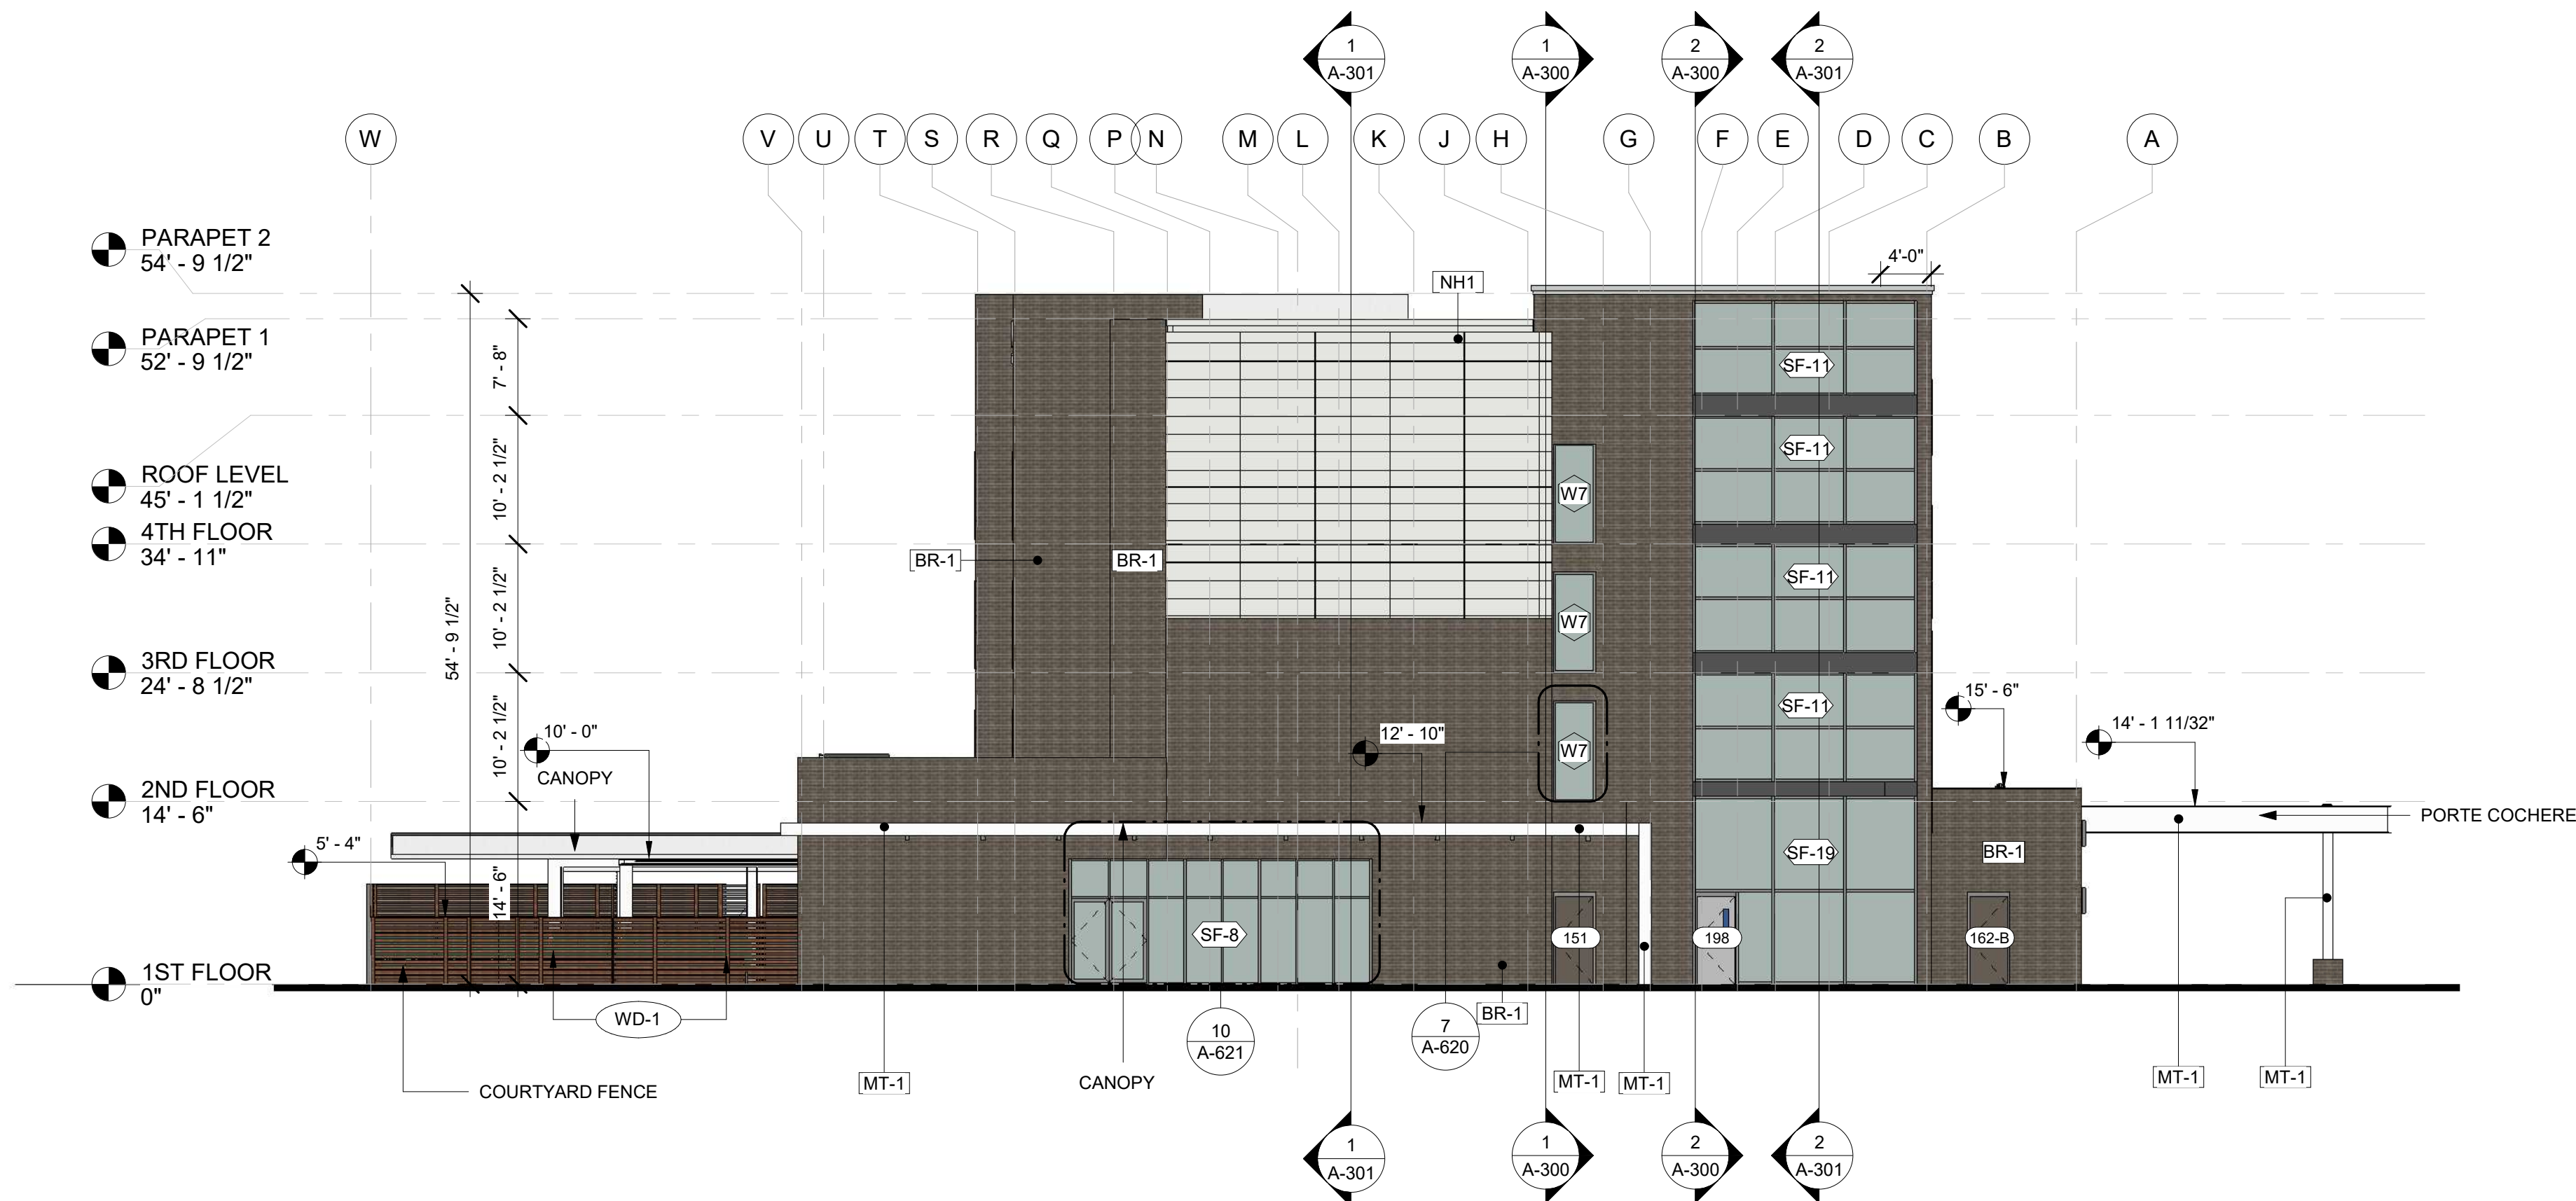 1
A-301
1
A-300
2
A-300
2
A-301
W
V
U
T
S
R
Q
P
N
M
L
K
J
H
G
F
E
D
C
B
A
PARAPET 2
54' - 9 1/2"
PARAPET 1
52' - 9 1/2"
ROOF LEVEL
45' - 1 1/2"
4TH FLOOR
34' - 11"
3RD FLOOR
24' - 8 1/2"
2ND FLOOR
14' - 6"
1ST FLOOR
0"
54' - 9 1/2"
7' - 8"
10' - 2 1/2"
10' - 2 1/2"
10' - 2 1/2"
14' - 6"
4'-0"
NH1
SF-11
SF-11
W7
BR-1
BR-1
SF-11
W7
SF-11
15' - 6"
14' - 1 11/32"
10' - 0"
12' - 10"
W7
CANOPY
5' - 4"
PORTE COCHERE
SF-19
BR-1
SF-8
151
198
162-B
WD-1
10
A-621
7
A-620
BR-1
COURTYARD FENCE
MT-1
CANOPY
MT-1
MT-1
MT-1
MT-1
1
A-301
1
A-300
2
A-300
2
A-301